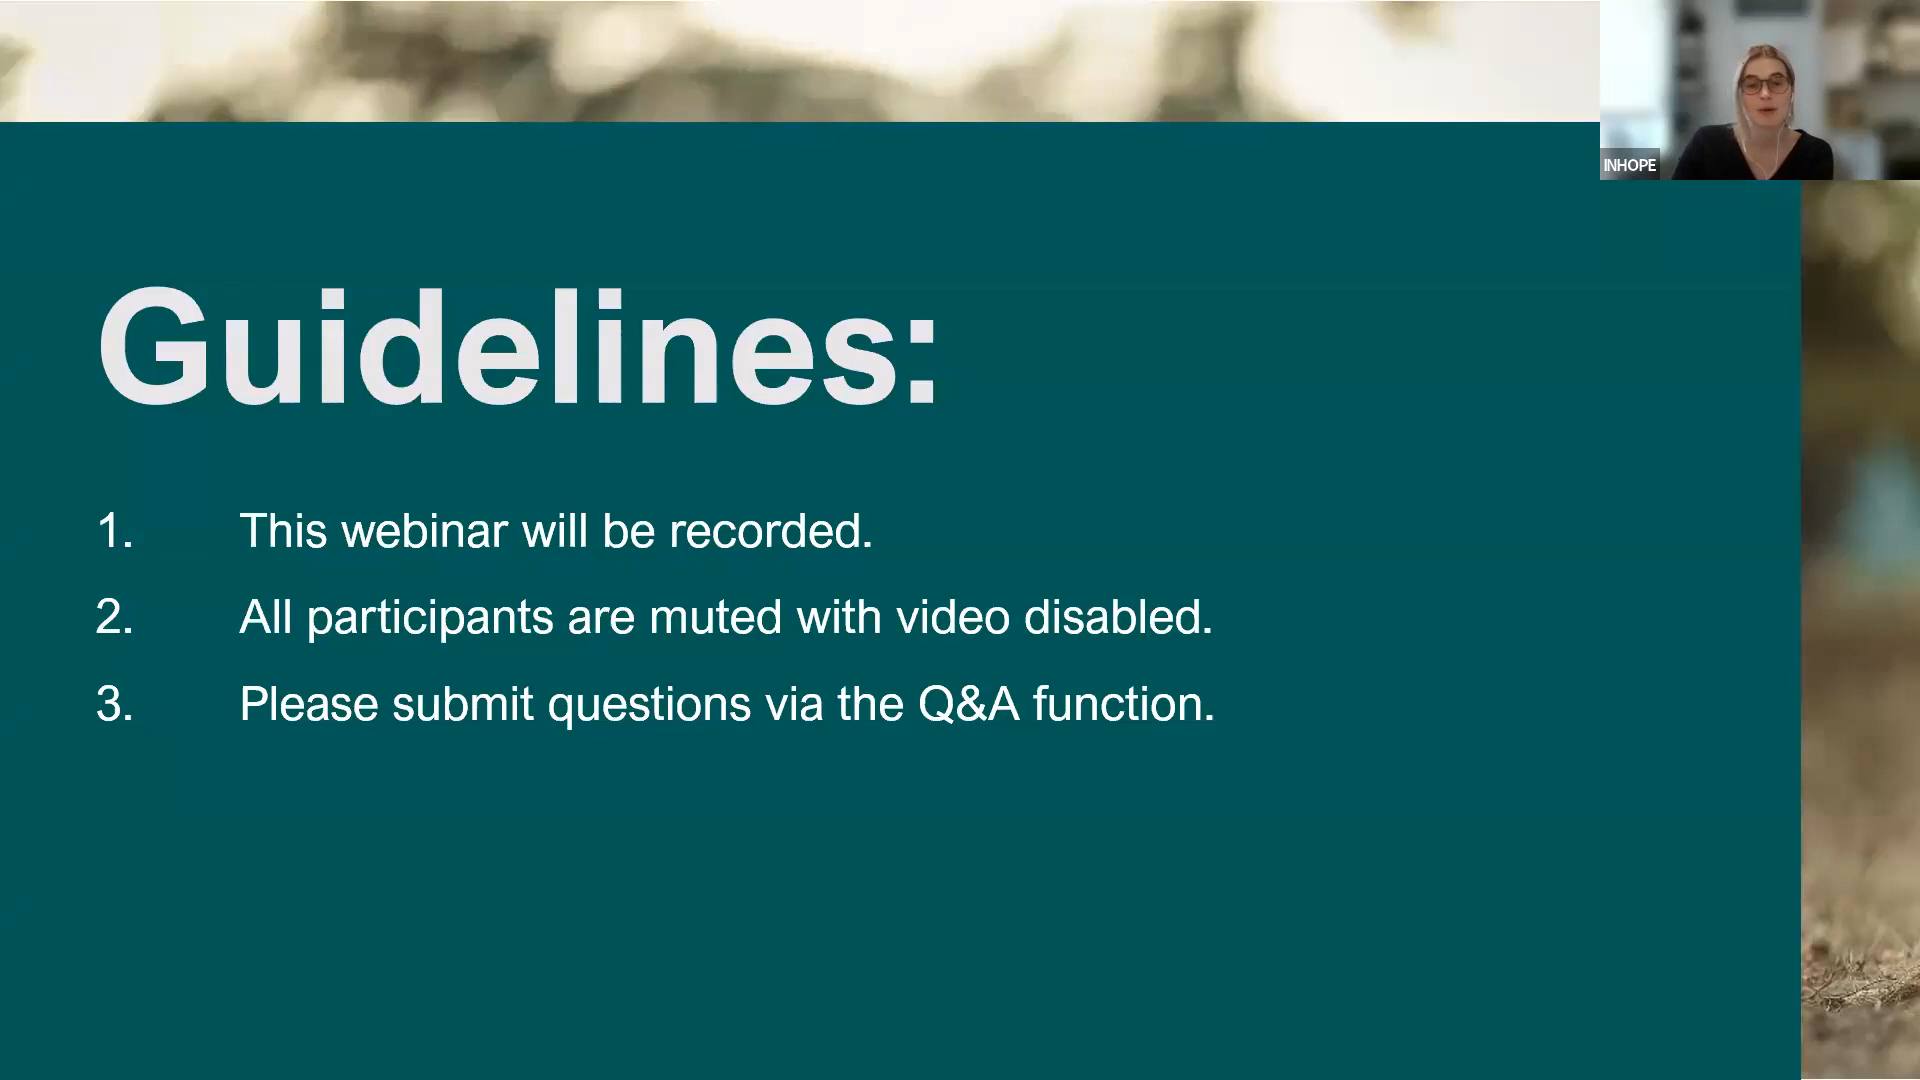 INHOPE
Guidelines:
1. This webinar will be recorded.
2. All participants are muted with video disabled.
3. Please submit questions via the Q&A function.